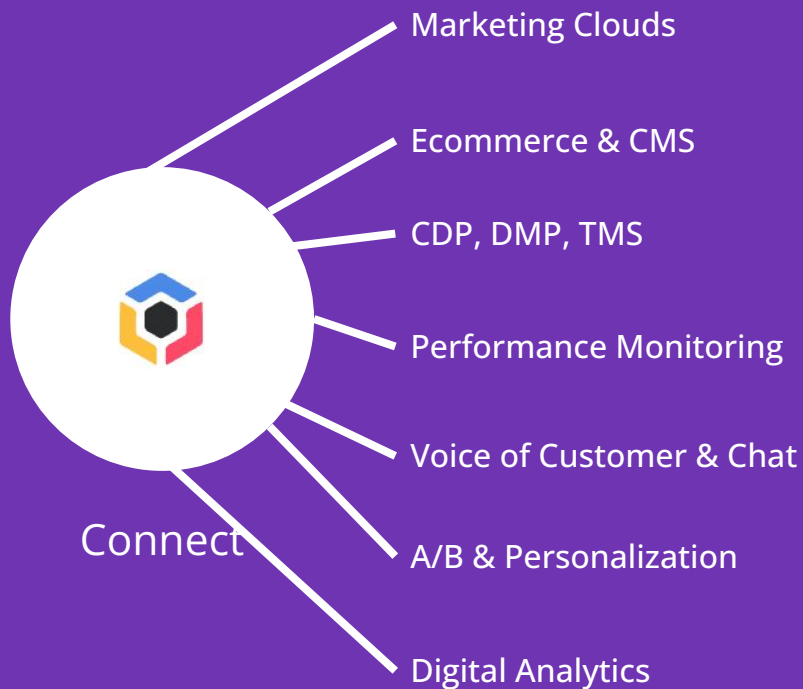 Marketing Clouds
Ecommerce & CMS
CDP, DMP, TMS
Performance Monitoring
Voice of Customer & Chat
Connect
A/B & Personalization
Digital Analytics